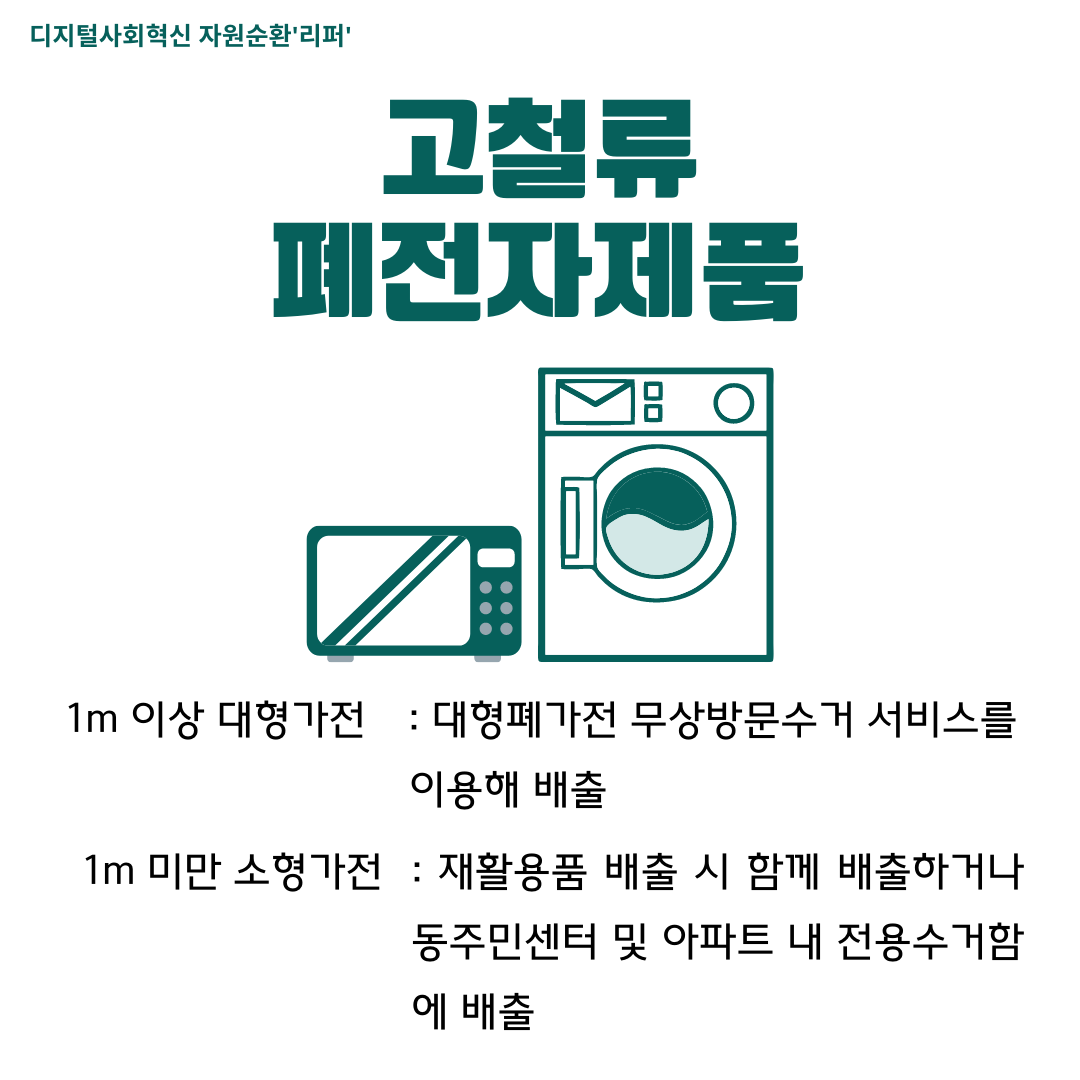 디지털사회혁신 자원순환'리퍼'
고철류
폐전자제품
1m 이상 대형가전 : 대형폐가전 무상방문수거 서비스를
이용해 배출
1m 미만 소형가전 : 재활용품 배출 시 함께 배출하거나
동주민센터 및 아파트 내 전용수거함
에 배출